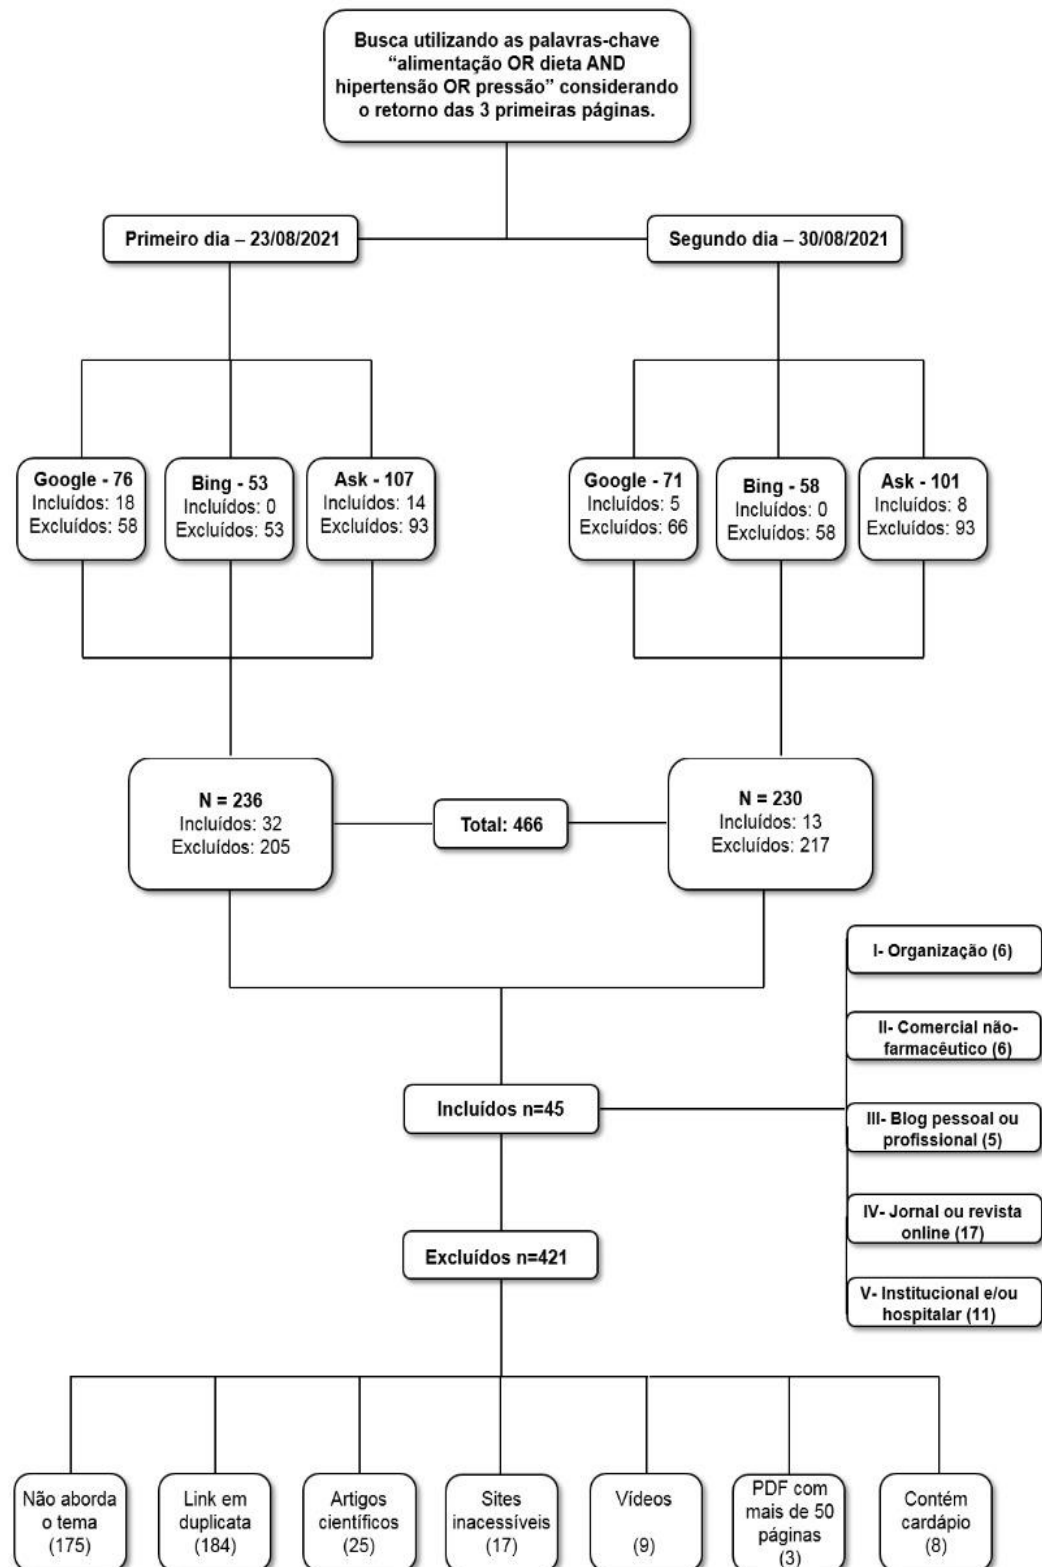 Busca utilizando as palavras-chave
“alimentação OR dieta AND
hipertensão OR pressão” considerando
o retorno das 3 primeiras páginas.
Primeiro dia – 23/08/2021
Segundo dia – 30/08/2021
Google - 76
Incluídos: 18
Excluídos: 58
Bing - 53
Incluídos: 0
Excluídos: 53
Ask - 107
Incluídos: 14
Excluídos: 93
Google - 71
Incluídos: 5
Excluídos: 66
Bing - 58
Incluídos: 0
Excluídos: 58
Ask - 101
Incluídos: 8
Excluídos: 93
N = 236
Incluídos: 32
Excluídos: 205
Total: 466
N = 230
Incluídos: 13
Excluídos: 217
I- Organização (6)
II- Comercial não-
farmacêutico (6)
Incluídos n=45
III- Blog pessoal ou
profissional (5)
IV- Jornal ou revista
online (17)
Excluídos n=421
V- Institucional e/ou
hospitalar (11)
Não aborda
o tema
(175)
Link em
duplicata
(184)
Artigos
científicos
(25)
Sites
inacessíveis
(17)
Vídeos
(9)
PDF com
mais de 50
páginas
(3)
Contém
cardápio
(8)